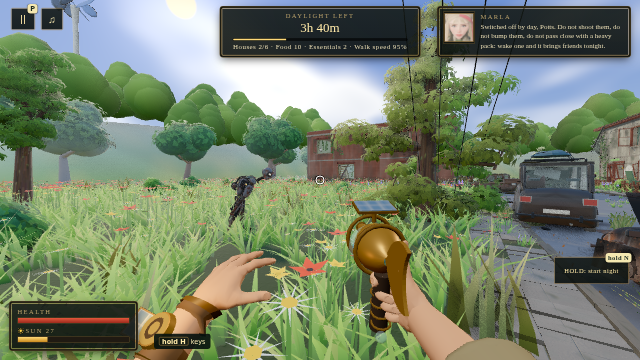 P
DAYLIGHT LEFT
3h 40m
Houses 2/6 · Food 10 · Essentials 2 · Walk speed 95%
MARLA
Switched off by day, Potts. Do not shoot them, do
not bump them, do not pass close with a heavy
pack: wake one and it brings friends tonight.
hold N
HOLD: start night
HEALTH
SUN 27
hold H keys